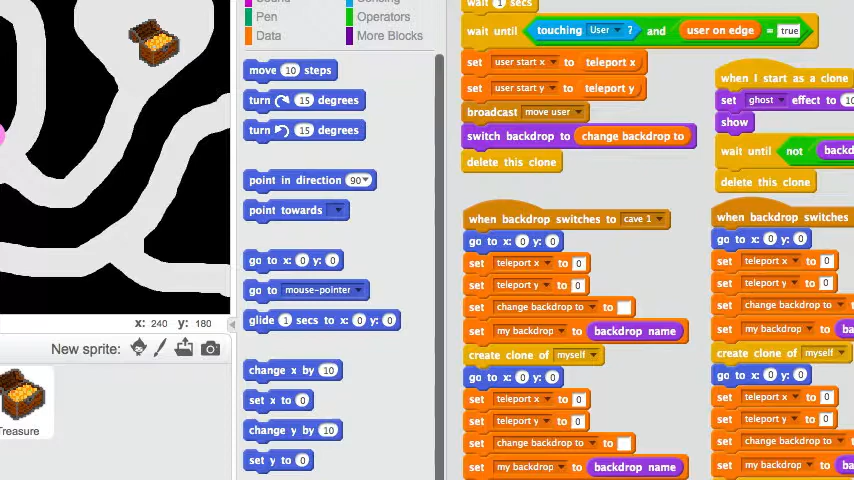 Pen
Operators
Data
More Blocks
move 10 steps
turn 15 degrees
turn 15 degrees
point in direction 90
point towards
go to x: 0 y: 0
go to mouse-pointer
glide 1 secs to x: 0 y: 0
change x by 10
set x to 0
change y by 10
set y to 0
x: 240 y: 180
New sprite:
Treasure
wait 1 secs
wait until touching User ? and user on edge = true
set user start x to teleport x
set user start y to teleport y
broadcast move user
switch backdrop to change backdrop to
delete this clone
when I start as a clone
set ghost effect to 10
show
wait until not backd
delete this clone
when backdrop switches to cave 1
go to x: 0 y: 0
set teleport x to 0
set teleport y to 0
set change backdrop to to
set my backdrop to backdrop name
create clone of myself
go to x: 0 y: 0
set teleport x to 0
set teleport y to 0
set change backdrop to to
set my backdrop to backdrop name
when backdrop switches
go to x: 0 y: 0
set teleport x to 0
set teleport y to 0
set change backdrop to
set my backdrop to ba
create clone of myself
go to x: 0 y: 0
set teleport x to 0
set teleport y to 0
set change backdrop to
set my backdrop to ba